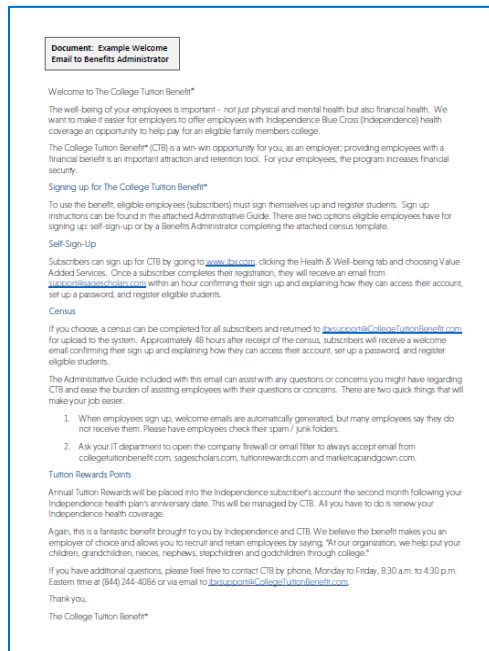 Document: Example Welcome
Email to Benefits Administrator
Welcome to The College Tuition Benefit®
The well-being of your employees is important – not just physical and mental health but also financial health. We
want to make it easier for employers to offer employees with Independence Blue Cross (Independence) health
coverage an opportunity to help pay for an eligible family members college.
The College Tuition Benefit® (CTB) is a win-win opportunity for you, as an employer; providing employees with a
financial benefit is an important attraction and retention tool. For your employees, the program increases financial
security.
Signing up for The College Tuition Benefit®
To use the benefit, eligible employees (subscribers) must sign themselves up and register students. Sign up
instructions can be found in the attached Administrative Guide. There are two options eligible employees have for
signing up: self-sign-up or by a Benefits Administrator completing the attached census template.
Self-Sign-Up
Subscribers can sign up for CTB by going to www.ibx.com, clicking the Health & Well-being tab and choosing Value
Added Services. Once a subscriber completes their registration, they will receive an email from
support@sagescholars.com within an hour confirming their sign up and explaining how they can access their account,
set up a password, and register eligible students.
Census
If you choose, a census can be completed for all subscribers and returned to ibxsupport@CollegeTuitionBenefit.com
for upload to the system. Approximately 48 hours after receipt of the census, subscribers will receive a welcome
email confirming their sign up and explaining how they can access their account, set up a password, and register
eligible students.
The Administrative Guide included with this email can assist with any questions or concerns you might have regarding
CTB and ease the burden of assisting employees with their questions or concerns. There are two quick things that will
make your job easier.
1. When employees sign up, welcome emails are automatically generated, but many employees say they do
not receive them. Please have employees check their spam / junk folders.
2. Ask your IT department to open the company firewall or email filter to always accept email from
collegetuitionbenefit.com, sagescholars.com, tuitionrewards.com and marketcapandgown.com.
Tuition Rewards Points
Annual Tuition Rewards will be placed into the Independence subscriber's account the second month following your
Independence health plan's anniversary date. This will be managed by CTB. All you have to do is renew your
Independence health coverage.
Again, this is a fantastic benefit brought to you by Independence and CTB. We believe the benefit makes you an
employer of choice and allows you to recruit and retain employees by saying, "At our organization, we help put your
children, grandchildren, nieces, nephews, stepchildren and godchildren through college."
If you have additional questions, please feel free to contact CTB by phone, Monday to Friday, 8:30 a.m. to 4:30 p.m.
Eastern time at (844) 244-4086 or via email to ibxsupport@CollegeTuitionBenefit.com.
Thank you,
The College Tuition Benefit®